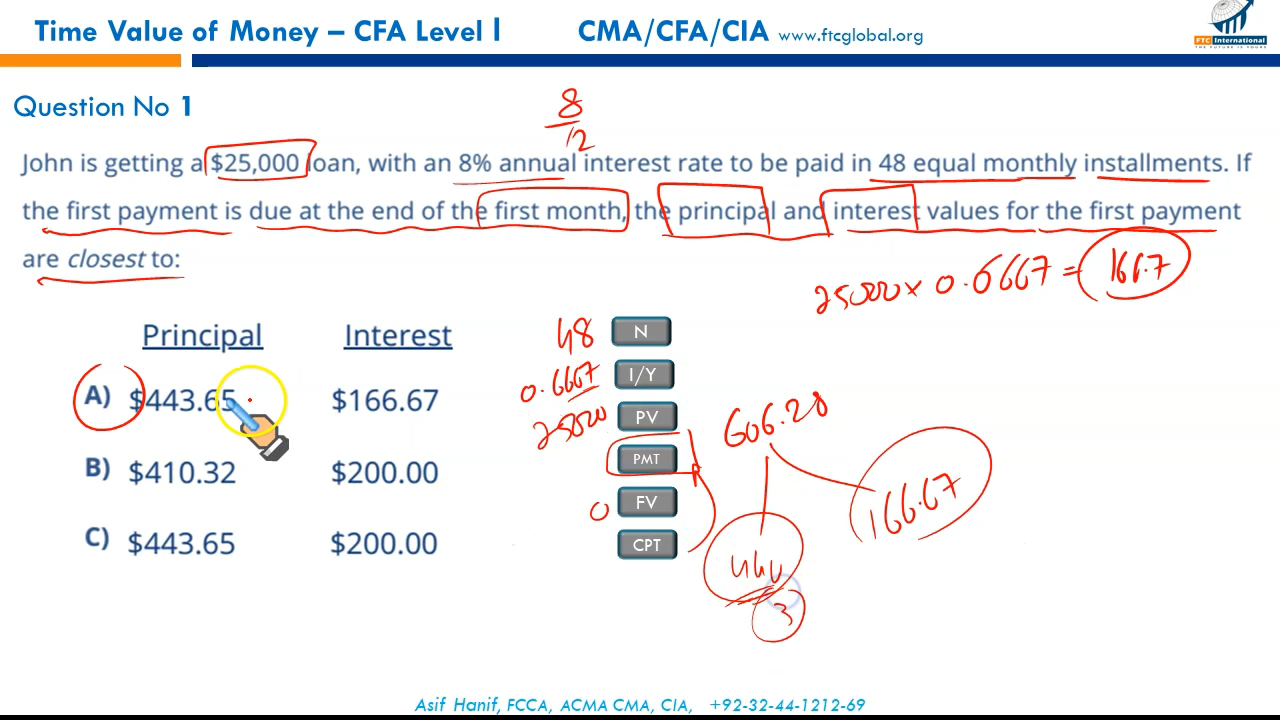 Time Value of Money – CFA Level I CMA/CFA/CIA www.ftcglobal.org
FTC International
Question No 1
8
12
John is getting a $25,000 loan, with an 8% annual interest rate to be paid in 48 equal monthly installments. If
the first payment is due at the end of the first month, the principal and interest values for the first payment
are closest to:
25000 × 0.6667 = 166.7
Principal Interest
A) $443.65 $166.67
B) $410.32 $200.00
C) $443.65 $200.00
48 N
0.6667 I/Y
25000 PV
PMT
0 FV
CPT
606.28
166.67
444
3
Asif Hanif, FCCA, ACMA CMA, CIA, +92-32-44-1212-69